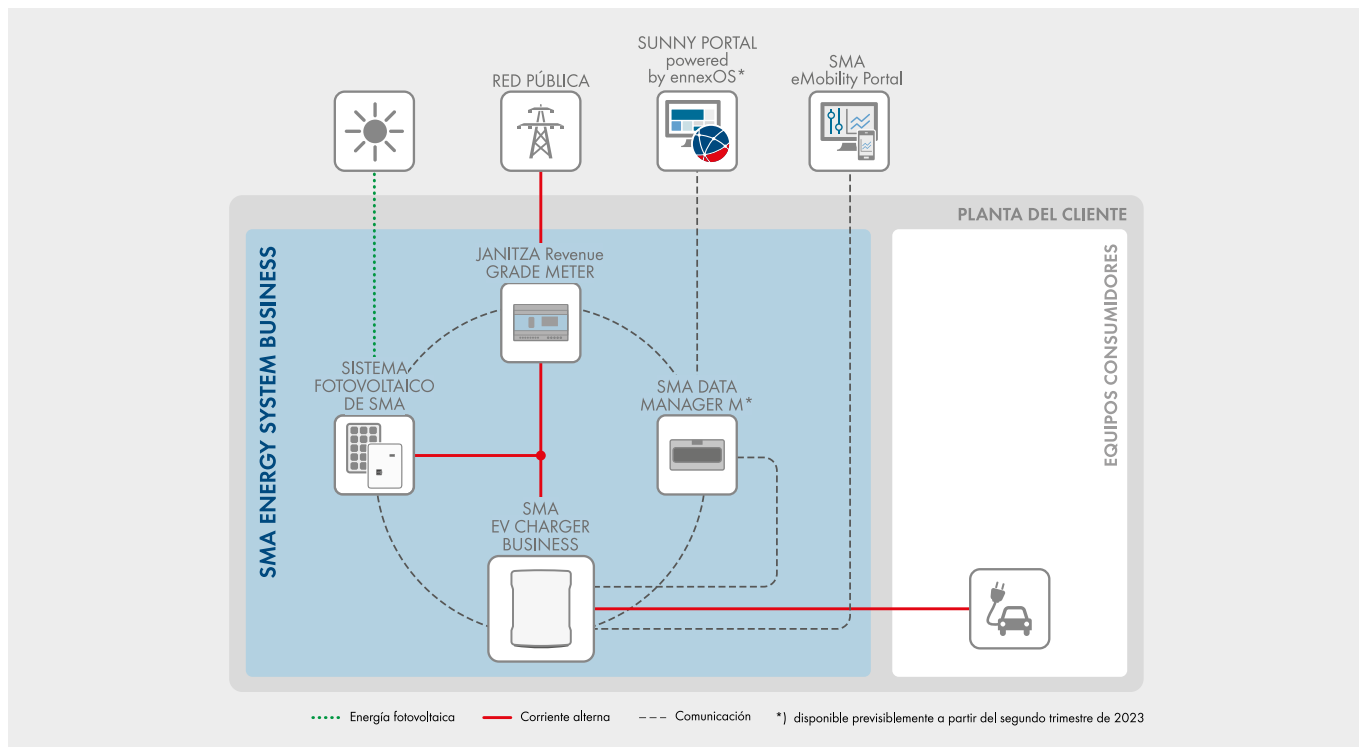 SUNNY PORTAL
powered
by ennexOS*
SMA
eMobility Portal
RED PÚBLICA
PLANTA DEL CLIENTE
SMA ENERGY SYSTEM BUSINESS
EQUIPOS CONSUMIDORES
JANITZA Revenue
GRADE METER
SISTEMA
FOTOVOLTAICO
DE SMA
SMA DATA
MANAGER M*
SMA
EV CHARGER
BUSINESS
Energía fotovoltaica
Corriente alterna
Comunicación
*) disponible previsiblemente a partir del segundo trimestre de 2023